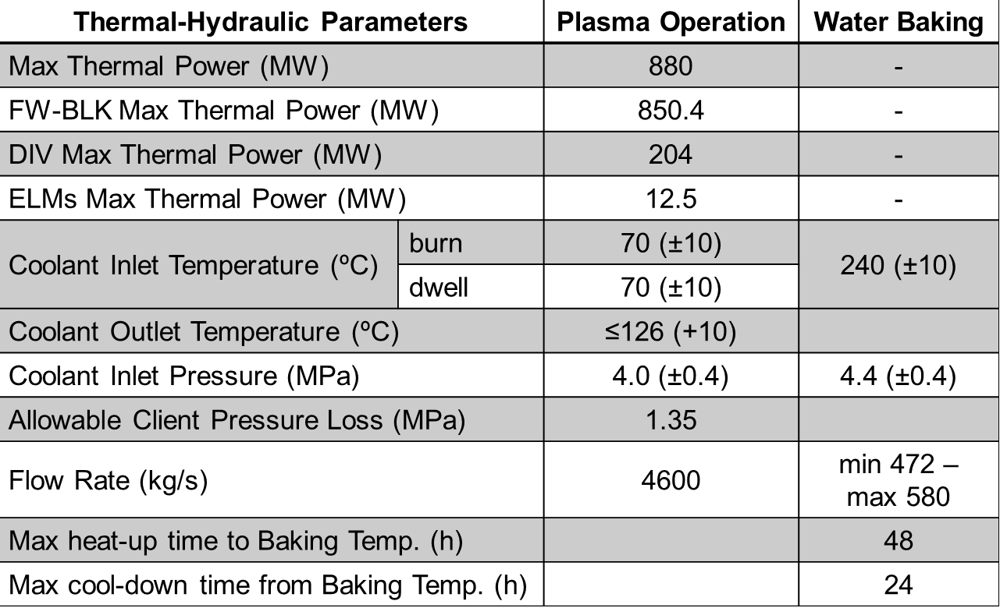 Thermal-Hydraulic Parameters Plasma Operation Water Baking
Max Thermal Power (MW) 880 -
FW-BLK Max Thermal Power (MW) 850.4 -
DIV Max Thermal Power (MW) 204 -
ELMs Max Thermal Power (MW) 12.5 -
Coolant Inlet Temperature (ºC) burn 70 (±10) 240 (±10)
dwell 70 (±10)
Coolant Outlet Temperature (ºC) ≤126 (+10)
Coolant Inlet Pressure (MPa) 4.0 (±0.4) 4.4 (±0.4)
Allowable Client Pressure Loss (MPa) 1.35
Flow Rate (kg/s) 4600 min 472 –
max 580
Max heat-up time to Baking Temp. (h) 48
Max cool-down time from Baking Temp. (h) 24